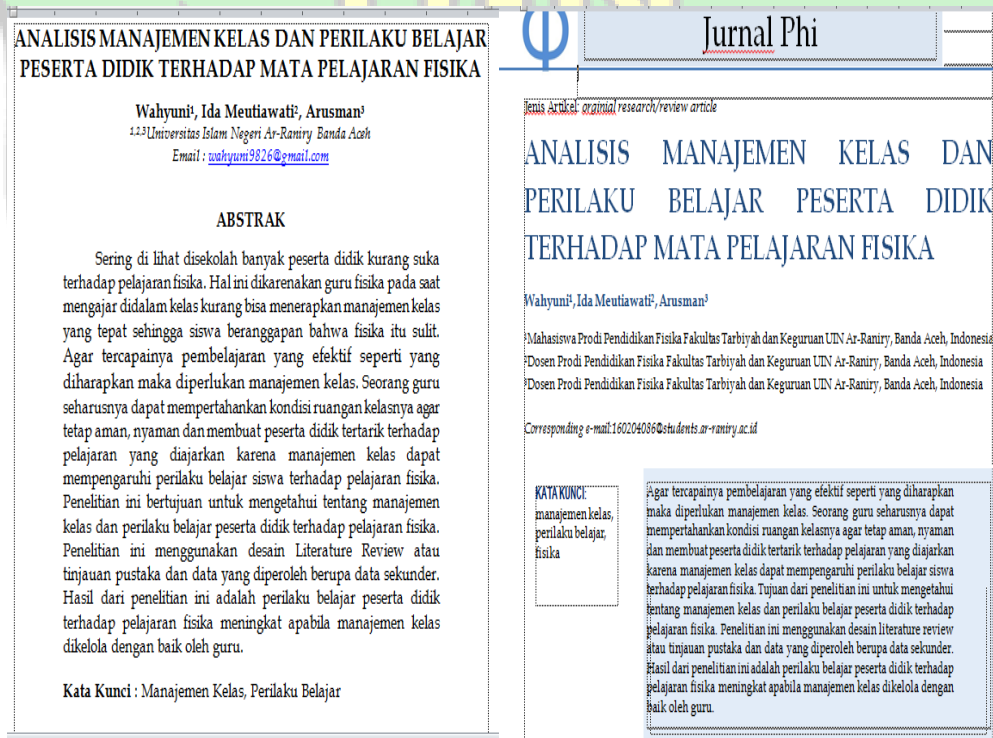 ANALISIS MANAJEMEN KELAS DAN PERILAKU BELAJAR
PESERTA DIDIK TERHADAP MATA PELAJARAN FISIKA
Wahyuni¹, Ida Meutiawati², Arusman³
1,2,3Universitas Islam Negeri Ar-Raniry Banda Aceh
Email : wahyuni9826@gmail.com
ABSTRAK
Sering di lihat disekolah banyak peserta didik kurang suka
terhadap pelajaran fisika. Hal ini dikarenakan guru fisika pada saat
mengajar didalam kelas kurang bisa menerapkan manajemen kelas
yang tepat sehingga siswa beranggapan bahwa fisika itu sulit.
Agar tercapainya pembelajaran yang efektif seperti yang
diharapkan maka diperlukan manajemen kelas. Seorang guru
seharusnya dapat mempertahankan kondisi ruangan kelasnya agar
tetap aman, nyaman dan membuat peserta didik tertarik terhadap
pelajaran yang diajarkan karena manajemen kelas dapat
mempengaruhi perilaku belajar siswa terhadap pelajaran fisika.
Penelitian ini bertujuan untuk mengetahui tentang manajemen
kelas dan perilaku belajar peserta didik terhadap pelajaran fisika.
Penelitian ini menggunakan desain Literature Review atau
tinjauan pustaka dan data yang diperoleh berupa data sekunder.
Hasil dari penelitian ini adalah perilaku belajar peserta didik
terhadap pelajaran fisika meningkat apabila manajemen kelas
dikelola dengan baik oleh guru.
Kata Kunci : Manajemen Kelas, Perilaku Belajar
Jurnal Phi
Jenis Artikel: orginial research/review article
ANALISIS MANAJEMEN KELAS DAN
PERILAKU BELAJAR PESERTA DIDIK
TERHADAP MATA PELAJARAN FISIKA
Wahyuni¹, Ida Meutiawati², Arusman³
¹Mahasiswa Prodi Pendidikan Fisika Fakultas Tarbiyah dan Keguruan UIN Ar-Raniry, Banda Aceh, Indonesia
²Dosen Prodi Pendidikan Fisika Fakultas Tarbiyah dan Keguruan UIN Ar-Raniry, Banda Aceh, Indonesia
³Dosen Prodi Pendidikan Fisika Fakultas Tarbiyah dan Keguruan UIN Ar-Raniry, Banda Aceh, Indonesia
Corresponding e-mail:160204086@students.ar-raniry.ac.id
KATA KUNCI:
manajemen kelas,
perilaku belajar,
fisika
Agar tercapainya pembelajaran yang efektif seperti yang diharapkan
maka diperlukan manajemen kelas. Seorang guru seharusnya dapat
mempertahankan kondisi ruangan kelasnya agar tetap aman, nyaman
dan membuat peserta didik tertarik terhadap pelajaran yang diajarkan
karena manajemen kelas dapat mempengaruhi perilaku belajar siswa
terhadap pelajaran fisika. Tujuan dari penelitian ini untuk mengetahui
tentang manajemen kelas dan perilaku belajar peserta didik terhadap
pelajaran fisika. Penelitian ini menggunakan desain literature review
atau tinjauan pustaka dan data yang diperoleh berupa data sekunder.
Hasil dari penelitian ini adalah perilaku belajar peserta didik terhadap
pelajaran fisika meningkat apabila manajemen kelas dikelola dengan
baik oleh guru.